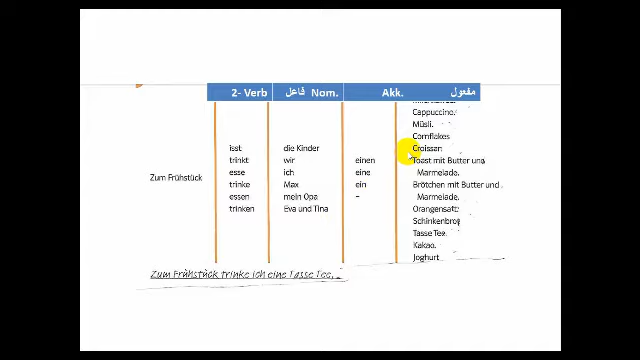 2- Verb فاعل Nom. Akk. مفعول
Cappuccino.
Müsli.
Cornflakes
isst die Kinder Croissan
trinkt wir einen Toast mit Butter und
esse ich eine Marmelade.
Zum Frühstück trinke Max ein Brötchen mit Butter und
essen mein Opa – Marmelade.
trinken Eva und Tina Orangensaft.
Schinkenbrot
Tasse Tee.
Kakao.
Joghurt
Zum Frühstück trinke ich eine Tasse Tee.